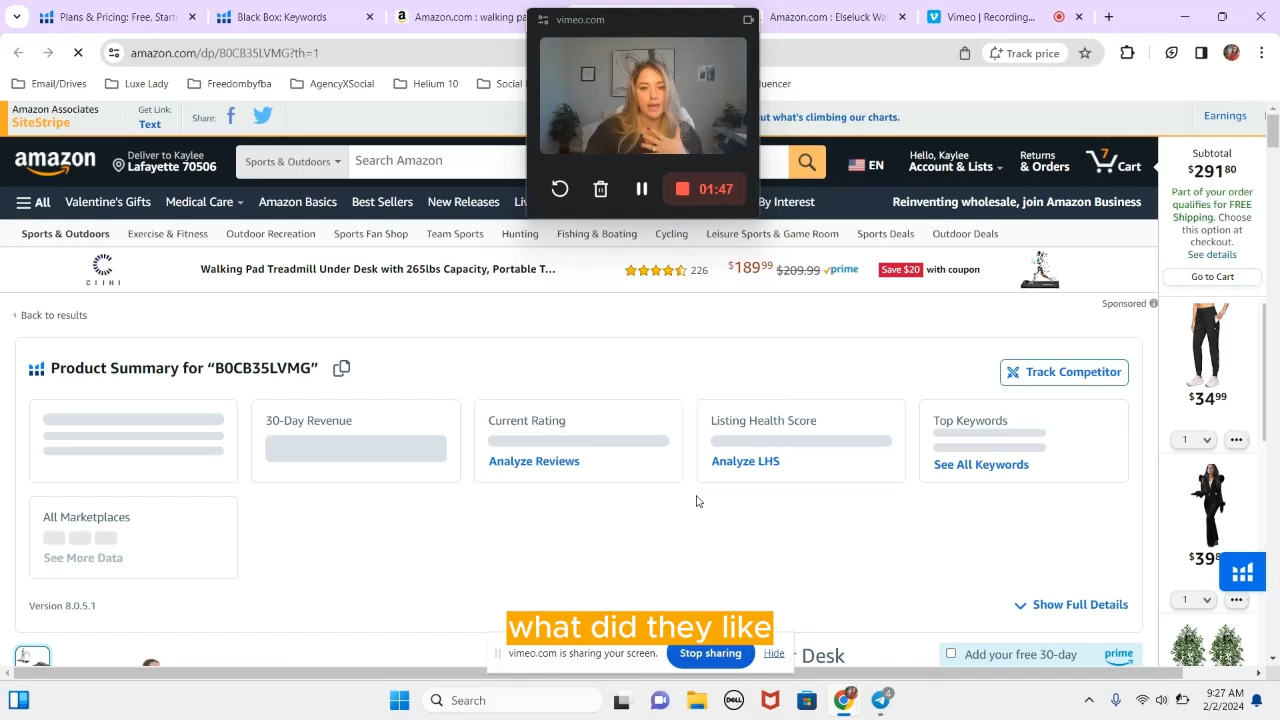 Plans & Pricing: Free, Starte
Black Box Keywords
Amazon.com : walking pa
vimeo.com
Amazon.com: Elseluck Wa
Vimeo | Vcordina
amazon.com/dp/B0CB35LVMG?th=1
Track price
Email/Drives
Luxe Lady
Freedombyfba
AgencyXSocial
Helium 10
Social
uencer
Amazon Associates
SiteStripe
Get Link:
Text
Share:
ut what's climbing our charts.
Earnings
amazon
Deliver to Kaylee
Lafayette 70506
Sports & Outdoors
Search Amazon
EN
Hello, Kaylee
Account & Lists
Returns
& Orders
7
Cart
01:47
Subtotal
$291.80
Part of your order
qualifies for FREE
Shipping. Choose
this option at
checkout.
See details
Go to Cart
All
Valentine's Gifts
Medical Care
Amazon Basics
Best Sellers
New Releases
Liv
By Interest
Reinventing wholesale, join Amazon Business
Sports & Outdoors
Exercise & Fitness
Outdoor Recreation
Sports Fan Shop
Team Sports
Hunting
Fishing & Boating
Cycling
Leisure Sports & Game Room
Sports Deals
Outdoor Deals
CIIHI
Walking Pad Treadmill Under Desk with 265lbs Capacity, Portable T...
226
$189.99
$209.99
prime
Save $20
with coupon
Sponsored
‹ Back to results
Product Summary for “B0CB35LVMG”
Track Competitor
30-Day Revenue
Current Rating
Analyze Reviews
Listing Health Score
Analyze LHS
Top Keywords
See All Keywords
All Marketplaces
See More Data
Version 8.0.5.1
Show Full Details
$34.99
1
1
what did they like
vimeo.com is sharing your screen.
Stop sharing
Hide
r Desk
Add your free 30-day
prime
Search
DELL
4
9:27 AM
2/2/2024